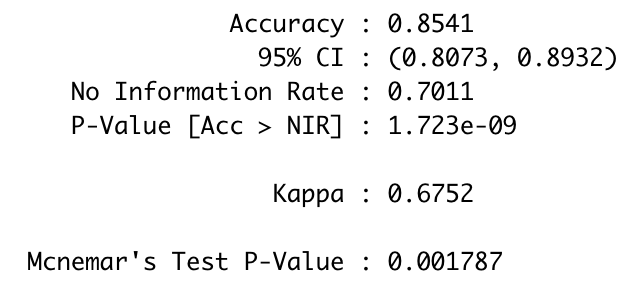 Accuracy : 0.8541
95% CI : (0.8073, 0.8932)
No Information Rate : 0.7011
P-Value [Acc > NIR] : 1.723e-09
Kappa : 0.6752
Mcnemar's Test P-Value : 0.001787